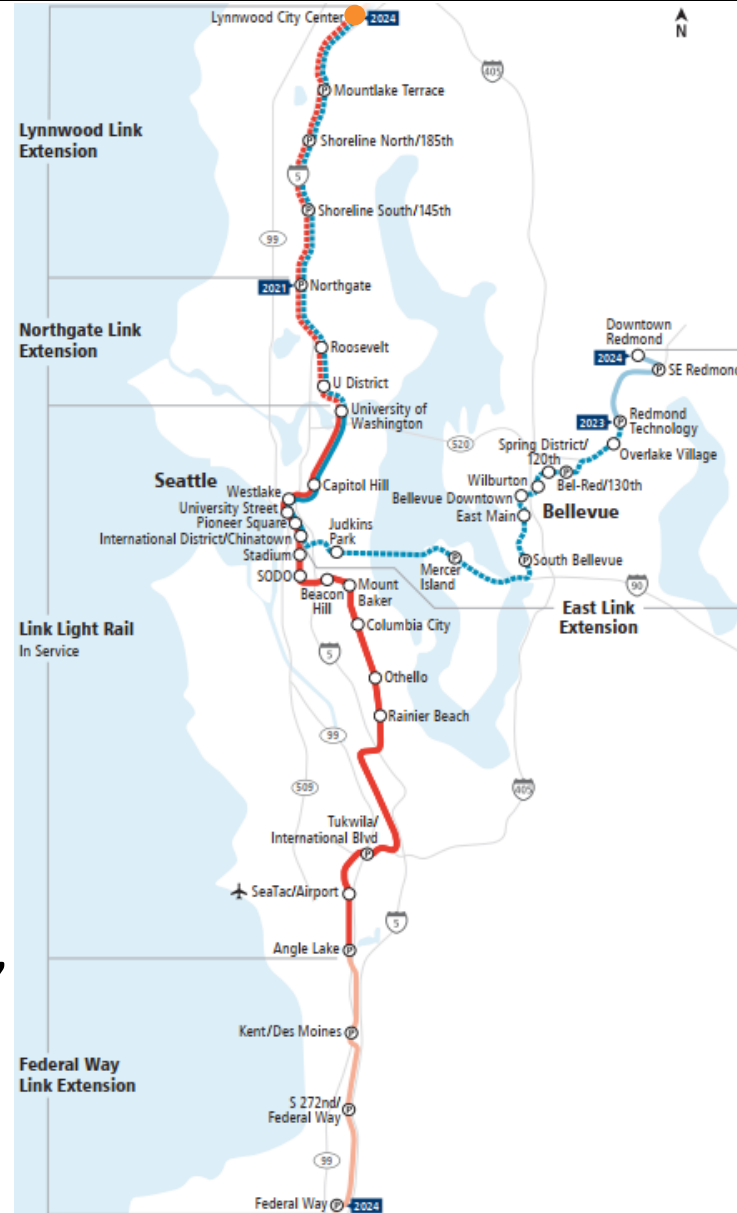 Lynnwood City Center
2024
N
405
Mountlake Terrace
Lynnwood Link
Extension
Shoreline North/185th
5
Shoreline South/145th
99
2021
Northgate
Northgate Link
Extension
Roosevelt
Downtown
Redmond
2024
SE Redmond
U District
University of
Washington
2023
Redmond
Technology
520
Spring District/
120th
Overlake Village
Seattle
Capitol Hill
Westlake
Wilburton
Bel-Red/130th
Bellevue Downtown
University Street
Pioneer Square
East Main
Bellevue
International District/Chinatown
Judkins
Park
Stadium
Mercer
Island
South Bellevue
SODO
Beacon
Hill
Mount
Baker
90
East Link
Extension
Link Light Rail
In Service
Columbia City
5
Othello
Rainier Beach
99
509
405
Tukwila/
International Blvd
SeaTac/Airport
5
Angle Lake
,
Kent/Des Moines
Federal Way
Link Extension
S 272nd/
Federal Way
99
Federal Way
2024